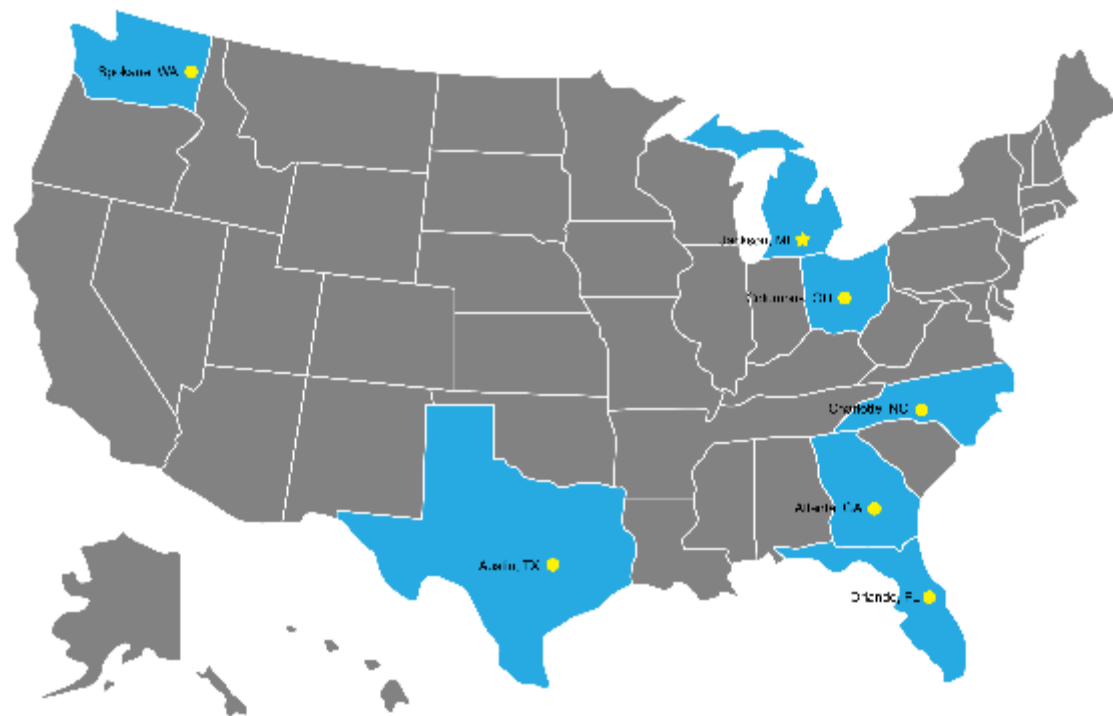 Spokane, WA
Jackson, MI
Columbus, OH
Charlotte, NC
Atlanta, GA
Austin, TX
Orlando, FL